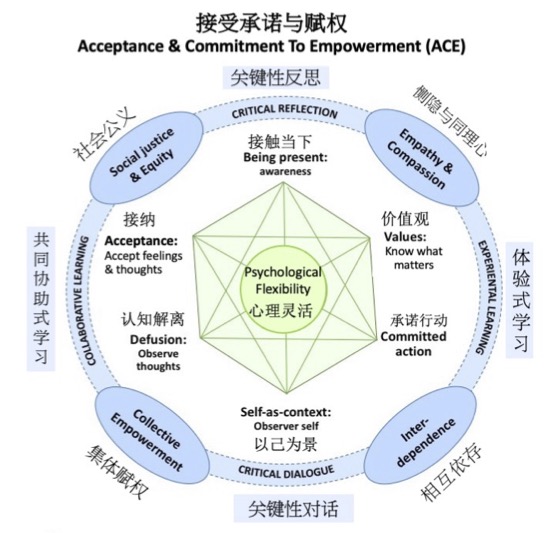 接受承诺与赋权
Acceptance & Commitment To Empowerment (ACE)
关键性反思
CRITICAL REFLECTION
社会公义
Social justice
& Equity
恻隐与同理心
Empathy &
Compassion
接触当下
Being present:
awareness
接纳
Acceptance:
Accept feelings
& thoughts
价值观
Values:
Know what
matters
共同协助式学习
COLLABORATIVE LEARNING
Psychological
Flexibility
心理灵活
EXPERIENTIAL LEARNING
体验式学习
认知解离
Defusion:
Observe
thoughts
承诺行动
Committed
action
Self-as-context:
Observer self
以己为景
Collective
Empowerment
集体赋权
Inter-
dependence
相互依存
CRITICAL DIALOGUE
关键性对话